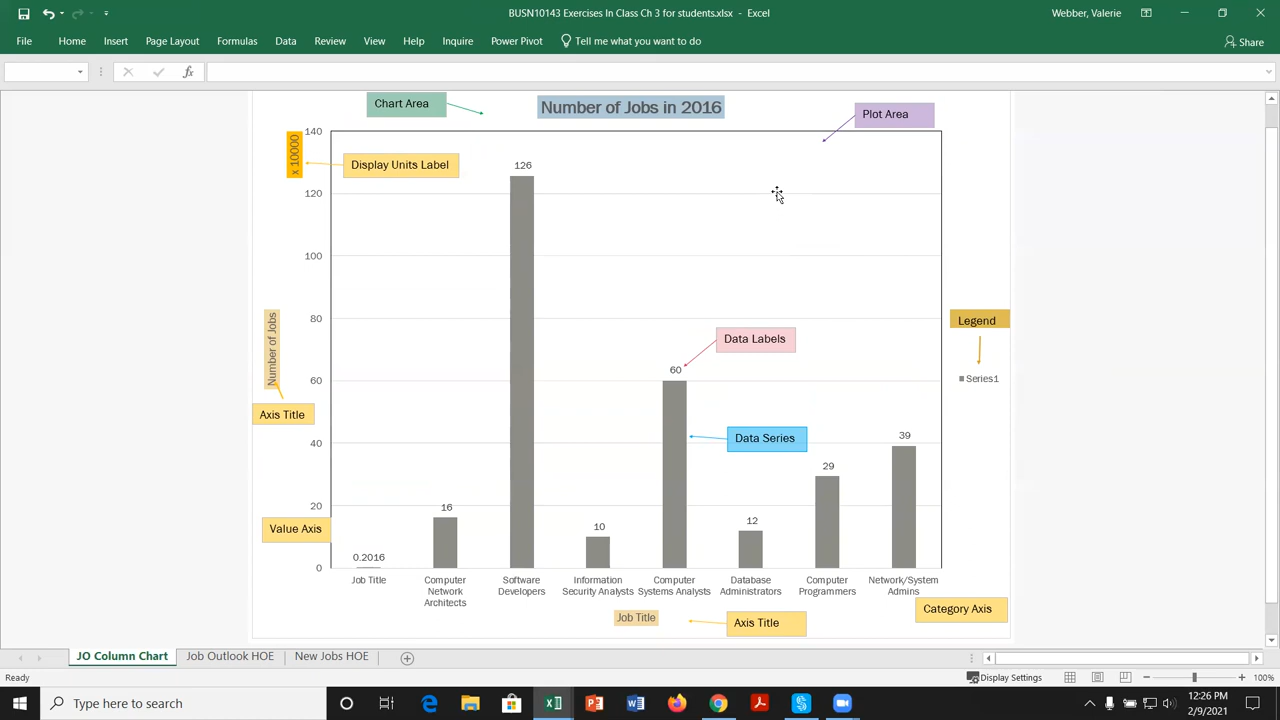 BUSN10143 Exercises In Class Ch 3 for students.xlsx - Excel
Webber, Valerie
File Home Insert Page Layout Formulas Data Review View Help Inquire Power Pivot Tell me what you want to do
Share
fx
Chart Area
Number of Jobs in 2016
Plot Area
x 10000
140
Display Units Label
126
120
100
80
Number of Jobs
Legend
Data Labels
60
60
Series1
Axis Title
Data Series
40
39
29
20
16
Value Axis
10
12
0.2016
0
Job Title
Computer Network Architects
Software Developers
Information Security Analysts
Computer Systems Analysts
Database Administrators
Computer Programmers
Network/System Admins
Category Axis
Job Title
Axis Title
JO Column Chart Job Outlook HOE New Jobs HOE
Ready
Display Settings
100%
Type here to search
12:26 PM
2/9/2021